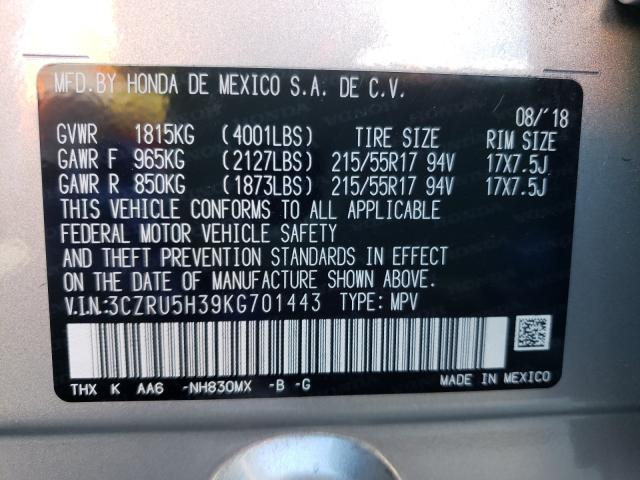 MFD.BY HONDA DE MEXICO S.A. DE C.V.
08/'18
GVWR 1815KG (4001LBS) TIRE SIZE RIM SIZE
GAWR F 965KG (2127LBS) 215/55R17 94V 17X7.5J
GAWR R 850KG (1873LBS) 215/55R17 94V 17X7.5J
THIS VEHICLE CONFORMS TO ALL APPLICABLE
FEDERAL MOTOR VEHICLE SAFETY
AND THEFT PREVENTION STANDARDS IN EFFECT
ON THE DATE OF MANUFACTURE SHOWN ABOVE.
V.I.N:3CZRU5H39KG701443 TYPE: MPV
THX K AA6 -NH830MX -B -G
MADE IN MEXICO